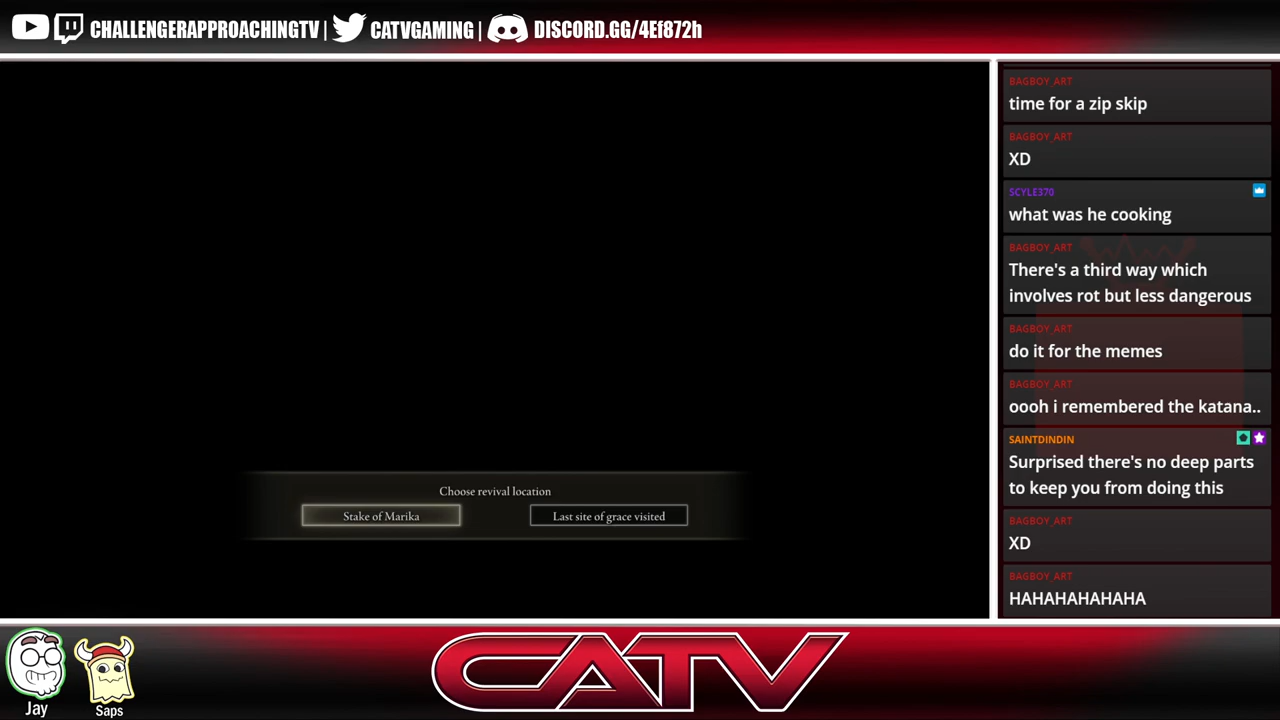 CHALLENGERAPPROACHINGTV | CATVGAMING | DISCORD.GG/4Ef872h
BAGBOY_ART
time for a zip skip
BAGBOY_ART
XD
SCYLE370
what was he cooking
BAGBOY_ART
There's a third way which
involves rot but less dangerous
BAGBOY_ART
do it for the memes
BAGBOY_ART
oooh i remembered the katana..
SAINTDINDIN
Surprised there's no deep parts
to keep you from doing this
BAGBOY_ART
XD
BAGBOY_ART
HAHAHAHAHAHA
Choose revival location
Stake of Marika
Last site of grace visited
Jay
Saps
CATV